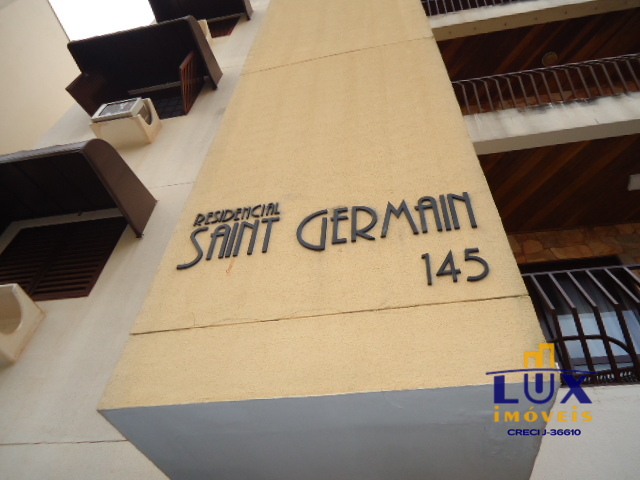 RESIDENCIAL
SAINT GERMAIN
145
LUX
IMÓVEIS
CRECI J-36610